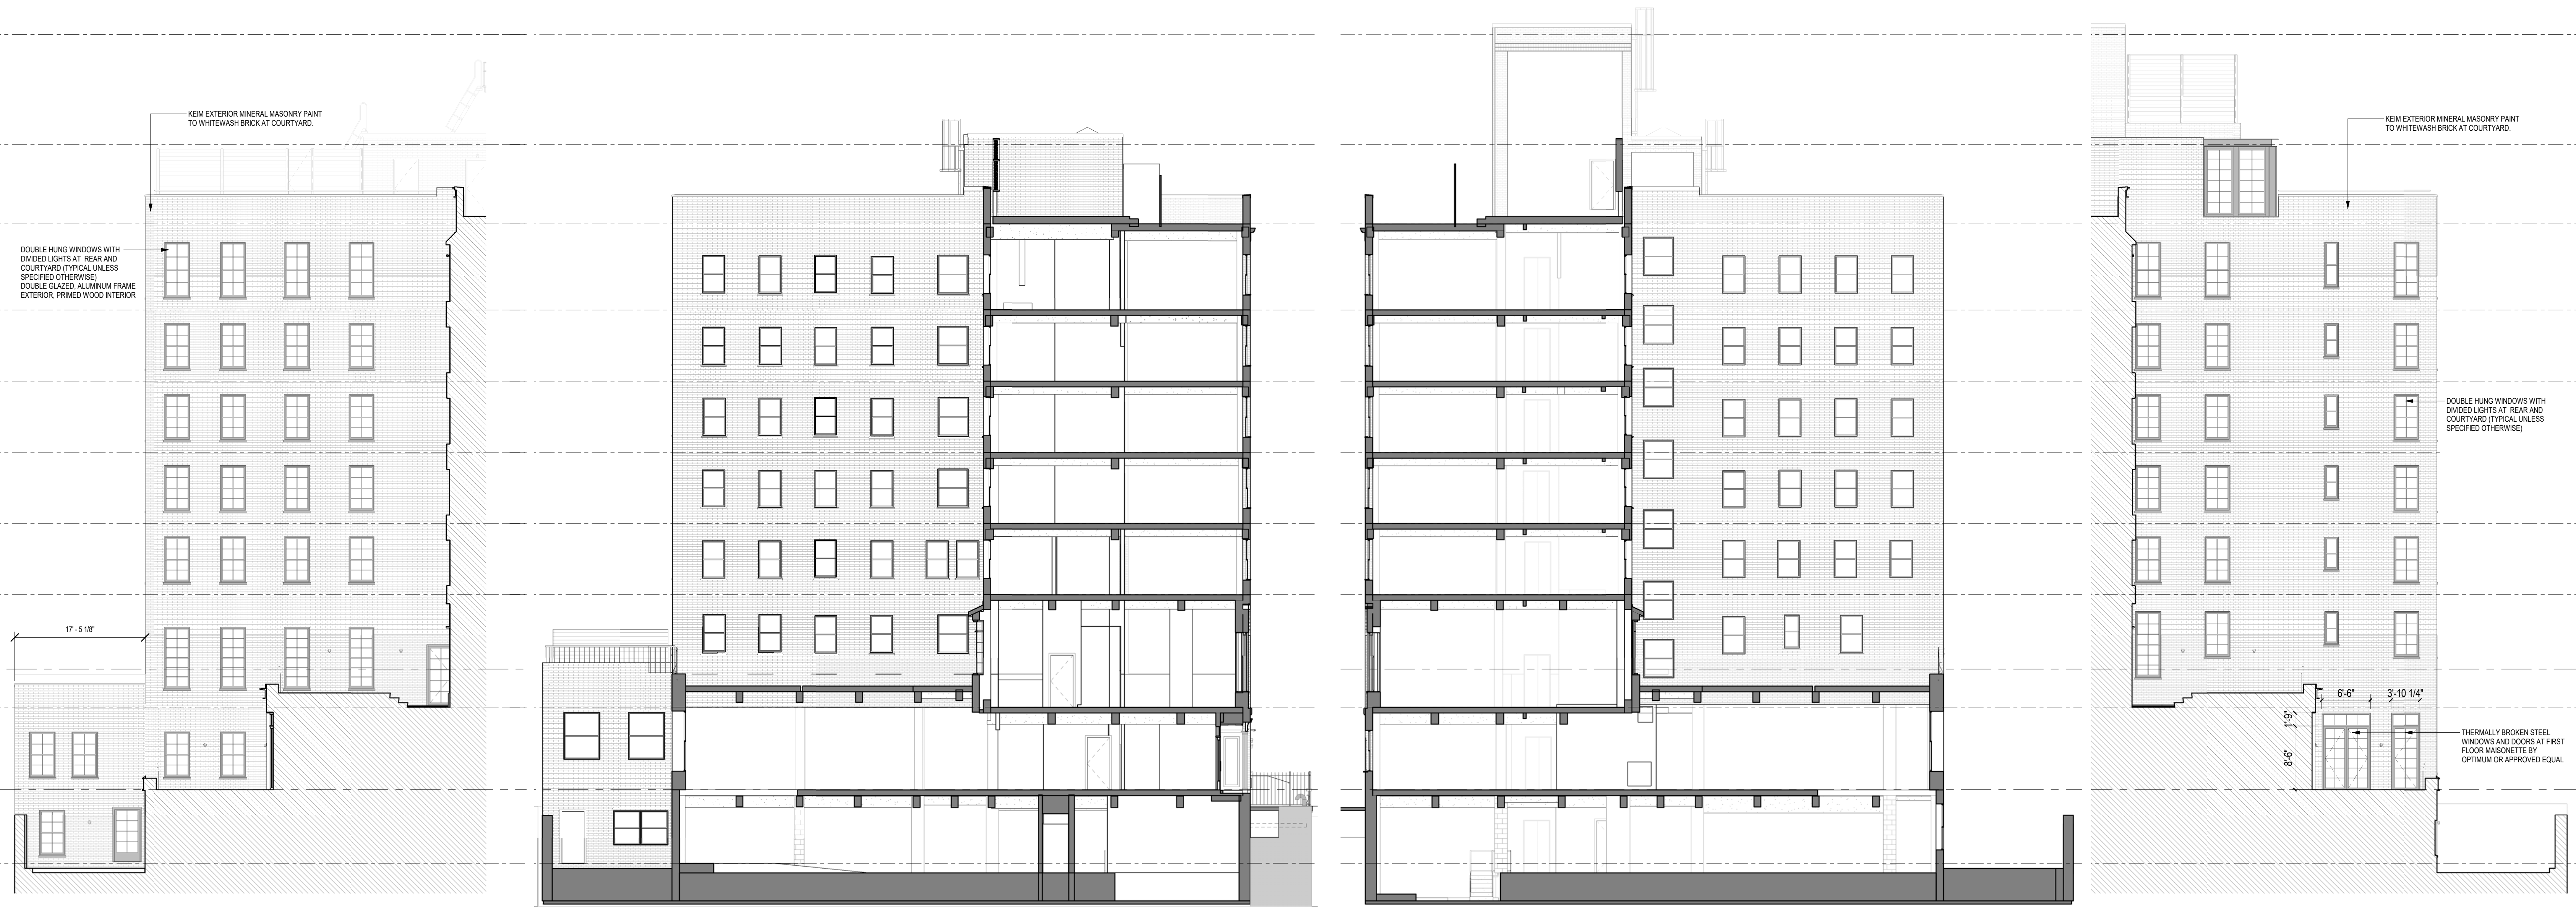 KEIM EXTERIOR MINERAL MASONRY PAINT
TO WHITEWASH BRICK AT COURTYARD.
DOUBLE HUNG WINDOWS WITH
DIVIDED LIGHTS AT REAR AND
COURTYARD (TYPICAL UNLESS
SPECIFIED OTHERWISE)
DOUBLE GLAZED, ALUMINUM FRAME
EXTERIOR, PRIMED WOOD INTERIOR
17' - 5 1/8"
KEIM EXTERIOR MINERAL MASONRY PAINT
TO WHITEWASH BRICK AT COURTYARD.
DOUBLE HUNG WINDOWS WITH
DIVIDED LIGHTS AT REAR AND
COURTYARD (TYPICAL UNLESS
SPECIFIED OTHERWISE)
6'-6"
3'-10 1/4"
1'-9"
8'-6"
THERMALLY BROKEN STEEL
WINDOWS AND DOORS AT FIRST
FLOOR MAISONETTE BY
OPTIMUM OR APPROVED EQUAL